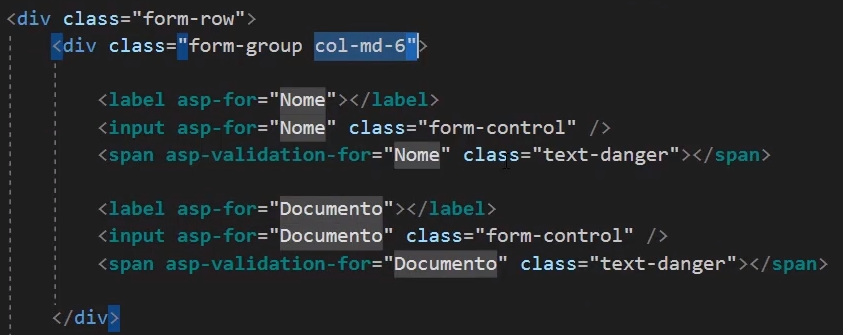 <div class="form-row">
<div class="form-group col-md-6">
<label asp-for="Nome"></label>
<input asp-for="Nome" class="form-control" />
<span asp-validation-for="Nome" class="text-danger"></span>
<label asp-for="Documento"></label>
<input asp-for="Documento" class="form-control" />
<span asp-validation-for="Documento" class="text-danger"></span>
</div>